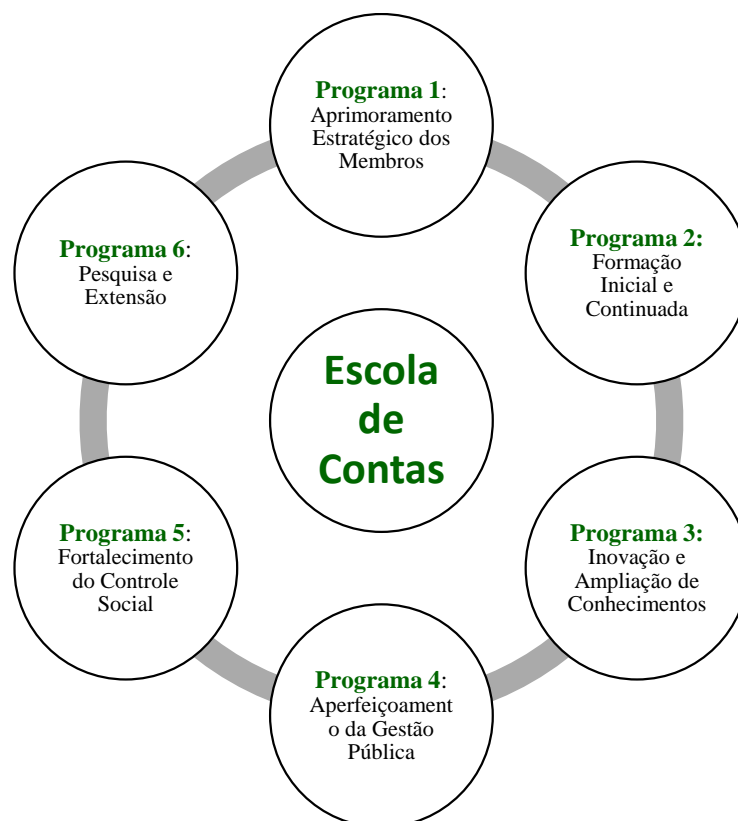 Programa 1:
Aprimoramento
Estratégico dos
Membros
Programa 2:
Formação
Inicial e
Continuada
Programa 3:
Inovação e
Ampliação de
Conhecimentos
Programa 4:
Aperfeiçoament
o da Gestão
Pública
Programa 5:
Fortalecimento
do Controle
Social
Programa 6:
Pesquisa e
Extensão
Escola
de
Contas